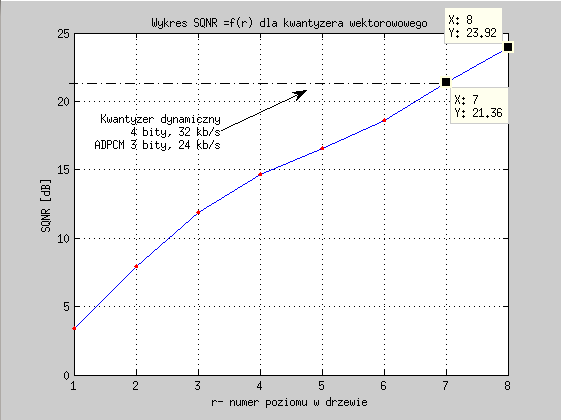 Wykres SQNR =f(r) dla kwantyzera wektorowowego
X: 8
Y: 23.92
X: 7
Y: 21.36
Kwantyzer dynamiczny
4 bity, 32 kb/s
ADPCM 3 bity, 24 kb/s
SQNR [dB]
25
20
15
10
5
0
1 2 3 4 5 6 7 8
r- numer poziomu w drzewie